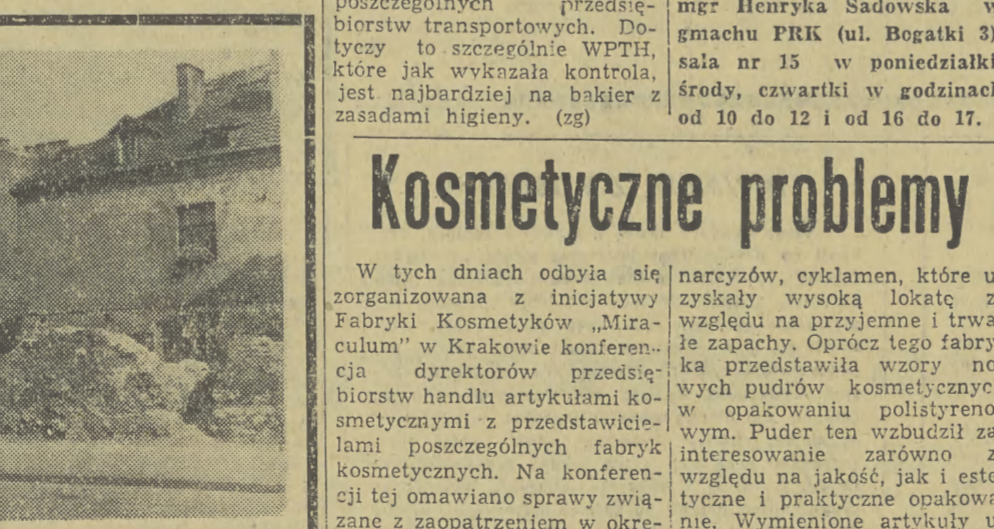 poszczególnych przedsię-
biorstw transportowych. Do-
tyczy to szczególnie WPTH,
które jak wykazała kontrola,
jest najbardziej na bakier z
zasadami higieny. (zg)
mgr Henryka Sadowska w
gmachu PRK (ul. Bogatki 3)
sala nr 15 w poniedziałki
środy, czwartki w godzinach
od 10 do 12 i od 16 do 17.
Kosmetyczne problemy
W tych dniach odbyła się
zorganizowana z inicjatywy
Fabryki Kosmetyków „Mira-
culum” w Krakowie konferen-
cja dyrektorów przedsię-
biorstw handlu artykułami ko-
smetycznymi z przedstawicie-
lami poszczególnych fabryk
kosmetycznych. Na konferen-
cji tej omawiano sprawy zwią-
zane z zaopatrzeniem w okre-
narcyzów, cyklamen, które u
zyskały wysoką lokatę z
względu na przyjemne i trwa
łe zapachy. Oprócz tego fabry
ka przedstawiła wzory no
wych pudrów kosmetycznyc
w opakowaniu polistyreno
wym. Puder ten wzbudził za
interesowanie zarówno z
względu na jakość, jak i este
tyczne i praktyczne opakowa
nie. Wymienione artykuły u